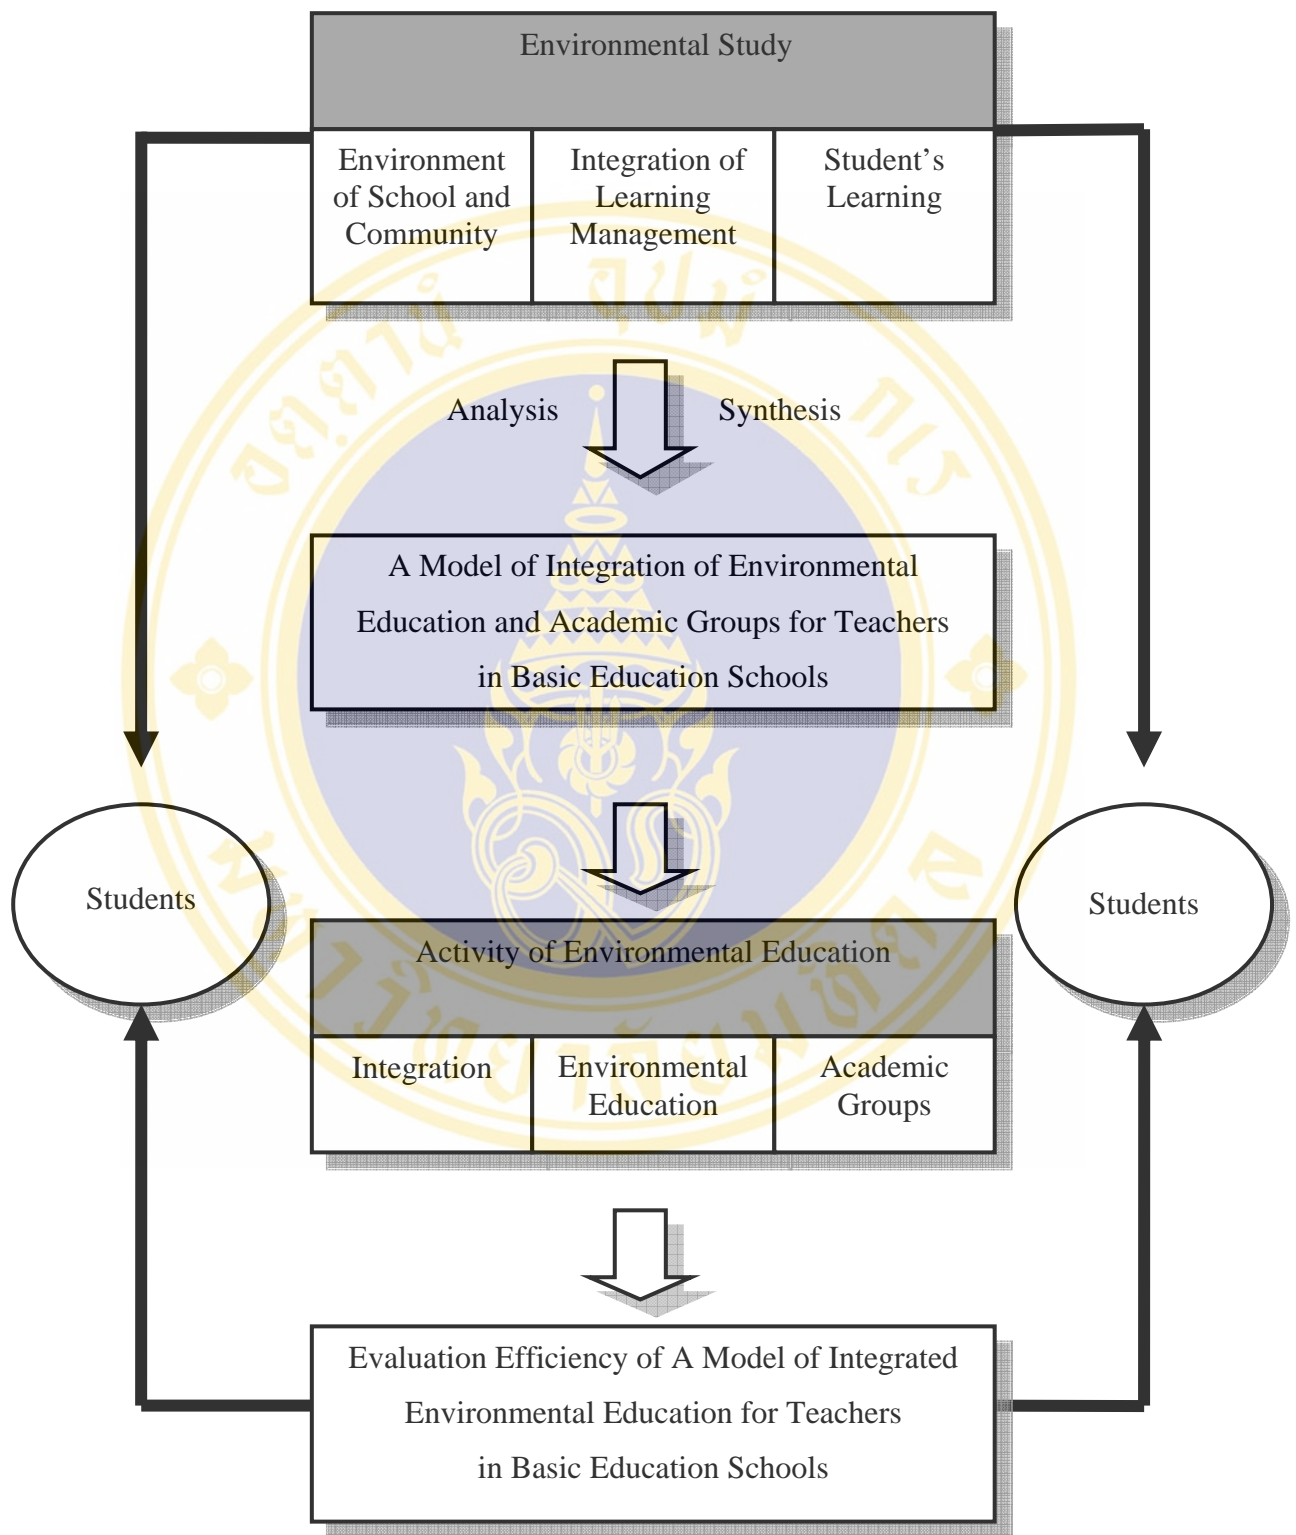 Environmental Study
Environment
of School and
Community
Integration of
Learning
Management
Student’s
Learning
Analysis
Synthesis
A Model of Integration of Environmental
Education and Academic Groups for Teachers
in Basic Education Schools
Students
Students
Activity of Environmental Education
Integration
Environmental
Education
Academic
Groups
Evaluation Efficiency of A Model of Integrated
Environmental Education for Teachers
in Basic Education Schools